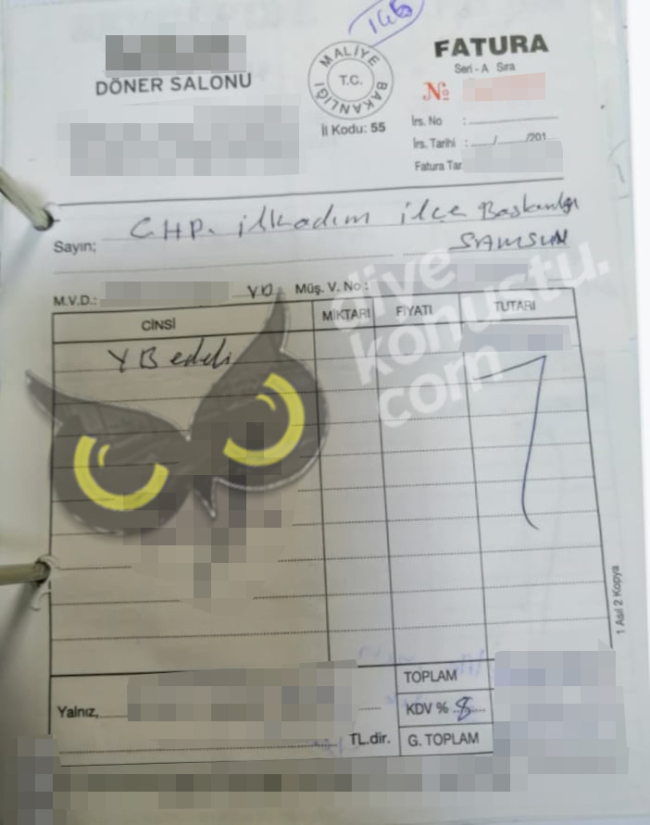 146
DÖNER SALONU
MALİYE BAKANLIĞI
T.C.
İl Kodu: 55
FATURA
Seri - A Sıra
No
İrs. No :
İrs. Tarihi : / /201
Fatura Tar
Sayın; CHP. ilkadım ilçe Başkanlığı
SAMSUN
M.V.D.: YD Müş. V. No :
CİNSİ MİKTARI FİYATI TUTARI
YB edeli
diye
konustu.
com
1 Asıl 2 Kopya
TOPLAM
Yalnız,
KDV % 8
TL.dir.
G. TOPLAM